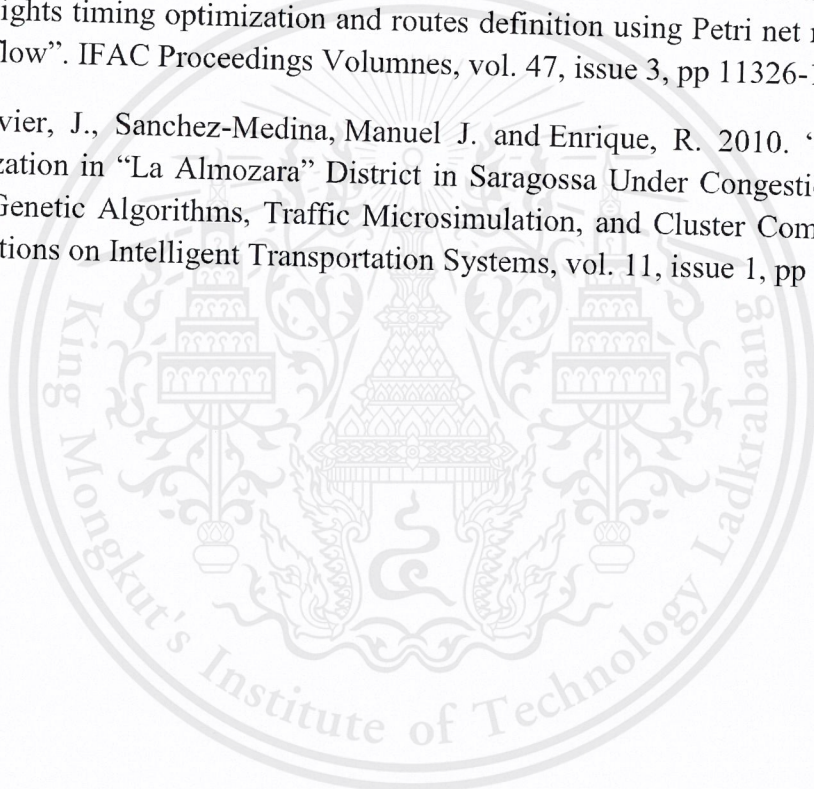 ights timing optimization and routes definition using Petri net
low”. IFAC Proceedings Volumnes, vol. 47, issue 3, pp 11326-
vier, J., Sanchez-Medina, Manuel J. and Enrique, R. 2010. ‘
zation in “La Almozara” District in Saragossa Under Congesti
Genetic Algorithms, Traffic Microsimulation, and Cluster Com
tions on Intelligent Transportation Systems, vol. 11, issue 1, pp
King Mongkut's Institute of Technology Ladkrabang